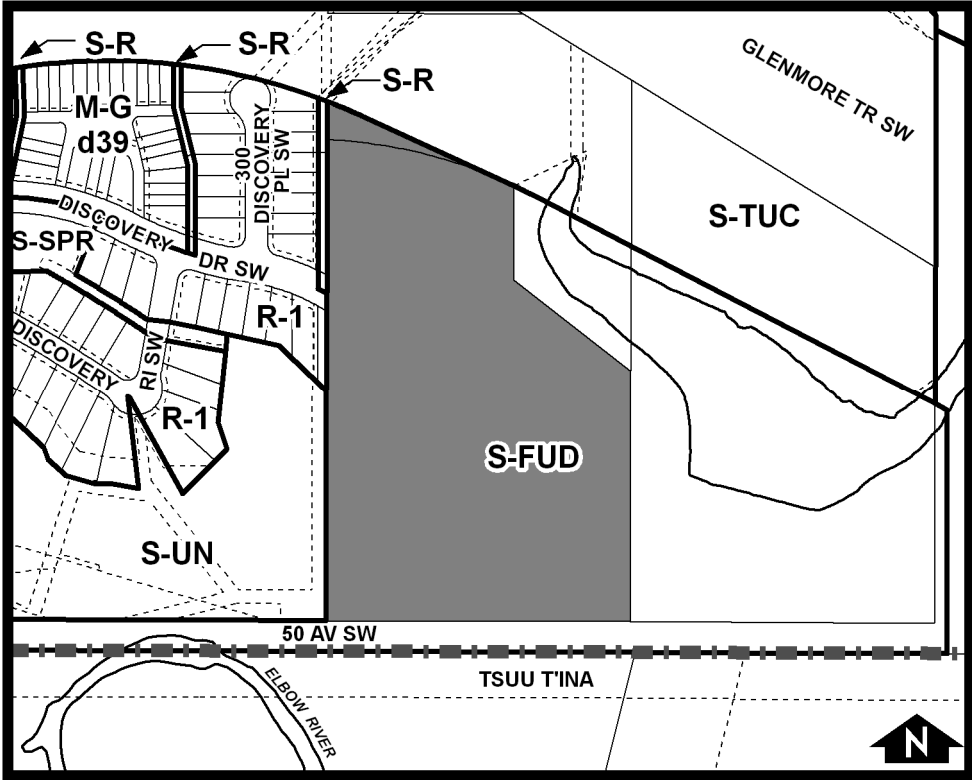 S-R
S-R
S-R
GLENMORE TR SW
M-G
d39
300
DISCOVERY
PL SW
S-TUC
DISCOVERY
DR SW
S-SPR
R-1
DISCOVERY
RI SW
R-1
S-FUD
S-UN
50 AV SW
TSUU T'INA
ELBOW RIVER
N